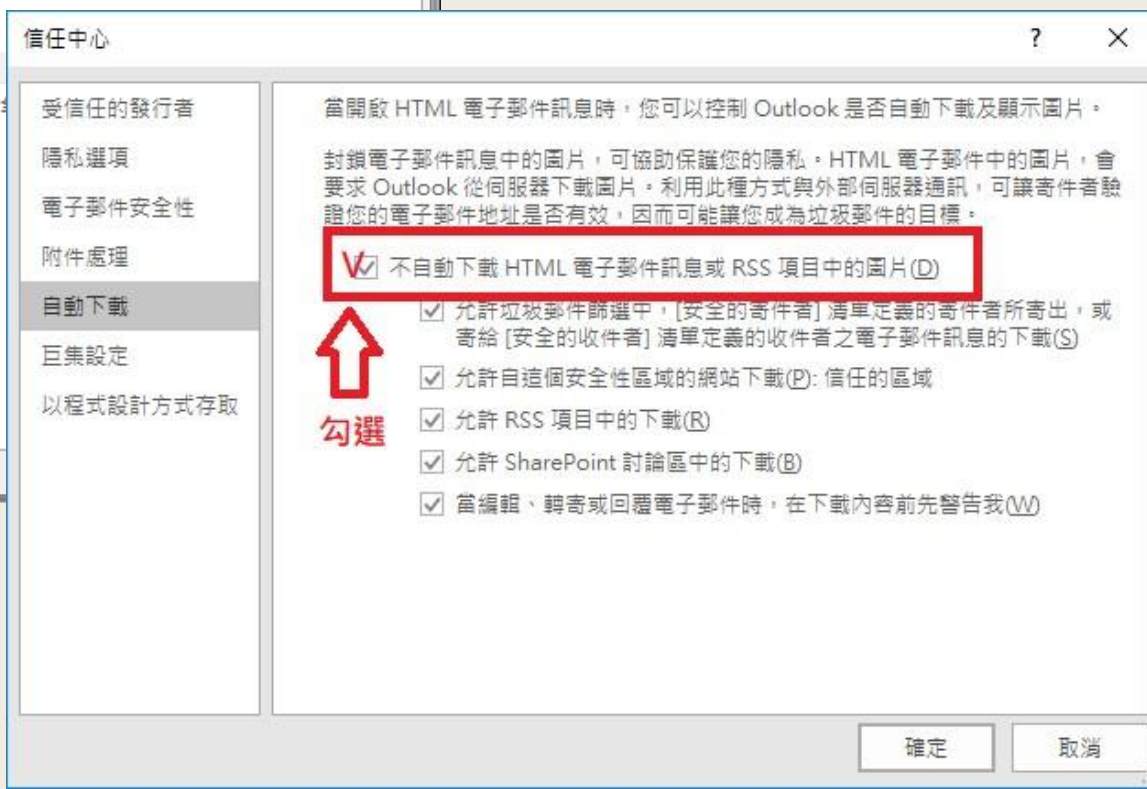 信任中心
? ×
受信任的發行者
隱私選項
電子郵件安全性
附件處理
自動下載
巨集設定
以程式設計方式存取
當開啟 HTML 電子郵件訊息時，您可以控制 Outlook 是否自動下載及顯示圖片。
封鎖電子郵件訊息中的圖片，可協助保護您的隱私。HTML 電子郵件中的圖片，會
要求 Outlook 從伺服器下載圖片。利用此種方式與外部伺服器通訊，可讓寄件者驗
證您的電子郵件地址是否有效，因而可能讓您成為垃圾郵件的目標。
V 不自動下載 HTML 電子郵件訊息或 RSS 項目中的圖片(D)
允許垃圾郵件篩選中，[安全的寄件者] 清單定義的寄件者所寄出，或
寄給 [安全的收件者] 清單定義的收件者之電子郵件訊息的下載(S)
允許自這個安全性區域的網站下載(P): 信任的區域
允許 RSS 項目中的下載(R)
允許 SharePoint 討論區中的下載(B)
當編輯、轉寄或回覆電子郵件時，在下載內容前先警告我(W)
勾選
確定
取消